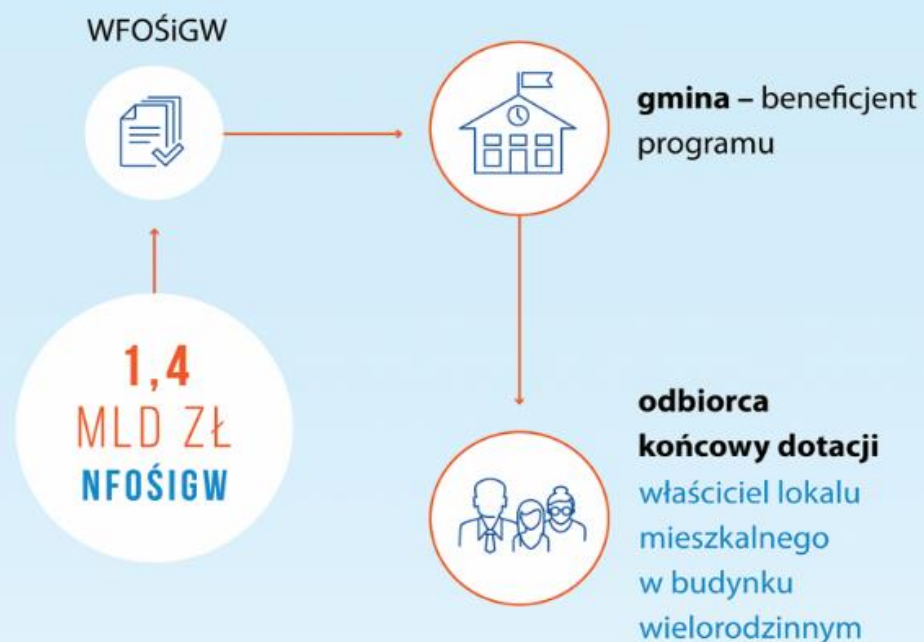 WFOŚiGW
gmina – beneficjent
programu
1,4
MLD ZŁ
NFOŚIGW
odbiorca
końcowy dotacji
właściciel lokalu
mieszkalnego
w budynku
wielorodzinnym